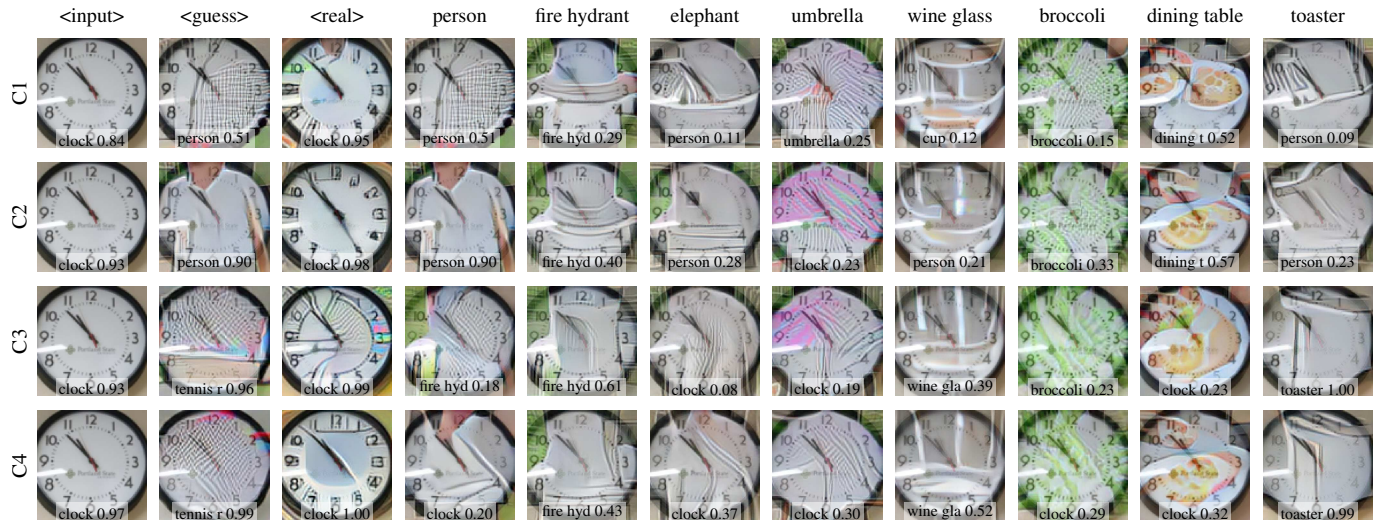 <input> <guess> <real> person fire hydrant elephant umbrella wine glass broccoli dining table toaster
C1
clock 0.84 person 0.51 clock 0.95 person 0.51 fire hyd 0.29 person 0.11 umbrella 0.25 cup 0.12 broccoli 0.15 dining t 0.52 person 0.09
C2
clock 0.93 person 0.90 clock 0.98 person 0.90 fire hyd 0.40 person 0.28 clock 0.23 person 0.21 broccoli 0.33 dining t 0.57 person 0.23
C3
clock 0.93 tennis r 0.96 clock 0.99 fire hyd 0.18 fire hyd 0.61 clock 0.08 clock 0.19 wine gla 0.39 broccoli 0.23 clock 0.23 toaster 1.00
C4
clock 0.97 tennis r 0.99 clock 1.00 clock 0.20 fire hyd 0.43 clock 0.37 clock 0.30 wine gla 0.52 clock 0.29 clock 0.32 toaster 0.99